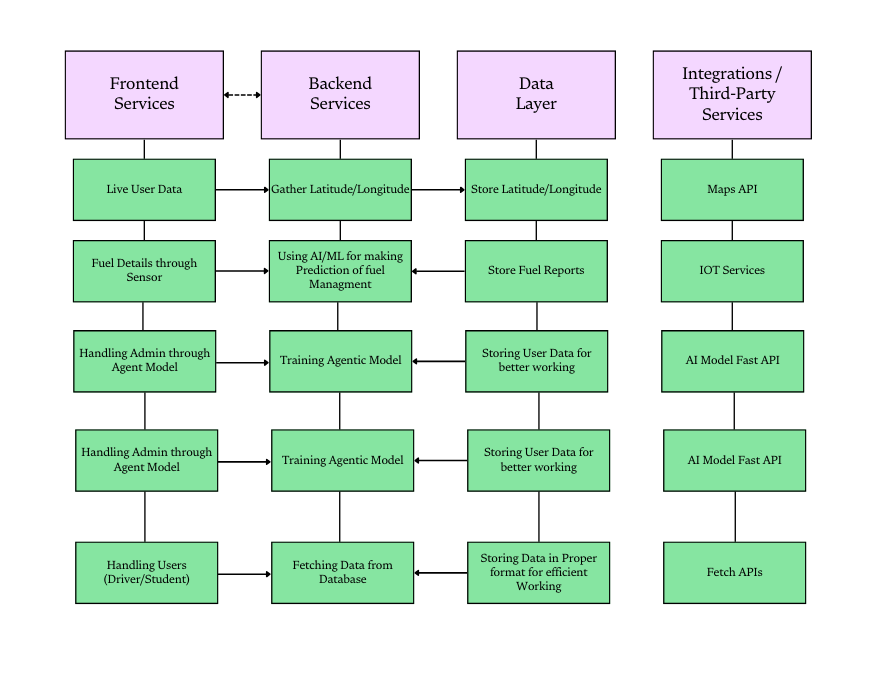 Frontend
Services
Backend
Services
Data
Layer
Integrations /
Third-Party
Services
Live User Data
Gather Latitude/Longitude
Store Latitude/Longitude
Maps API
Fuel Details through
Sensor
Using AI/ML for making
Prediction of fuel
Managment
Store Fuel Reports
IOT Services
Handling Admin through
Agent Model
Training Agentic Model
Storing User Data for
better working
AI Model Fast API
Handling Admin through
Agent Model
Training Agentic Model
Storing User Data for
better working
AI Model Fast API
Handling Users
(Driver/Student)
Fetching Data from
Database
Storing Data in Proper
format for efficient
Working
Fetch APIs